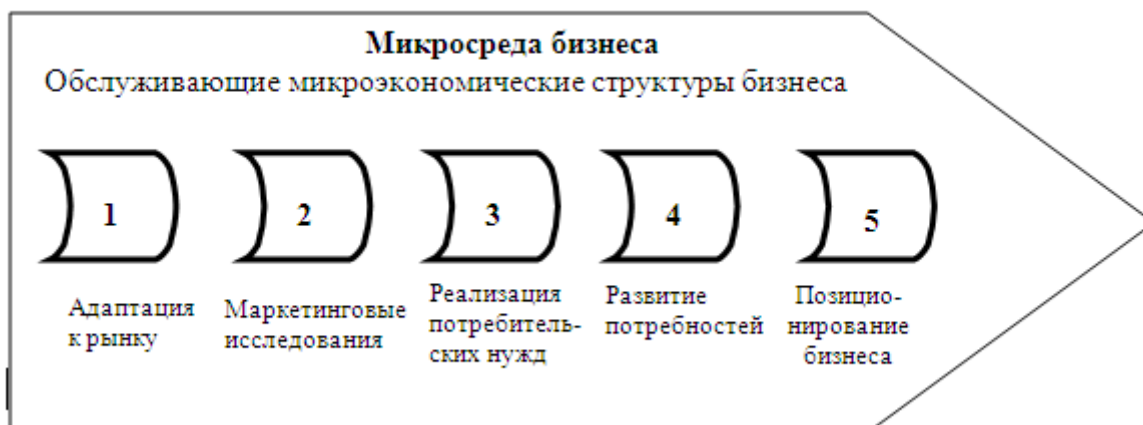 Микросреда бизнеса
Обслуживающие микроэкономические структуры бизнеса
1
2
3
4
5
Адаптация
к рынку
Маркетинговые
исследования
Реализация
потребитель-
ских нужд
Развитие
потребностей
Позицио-
нирование
бизнеса